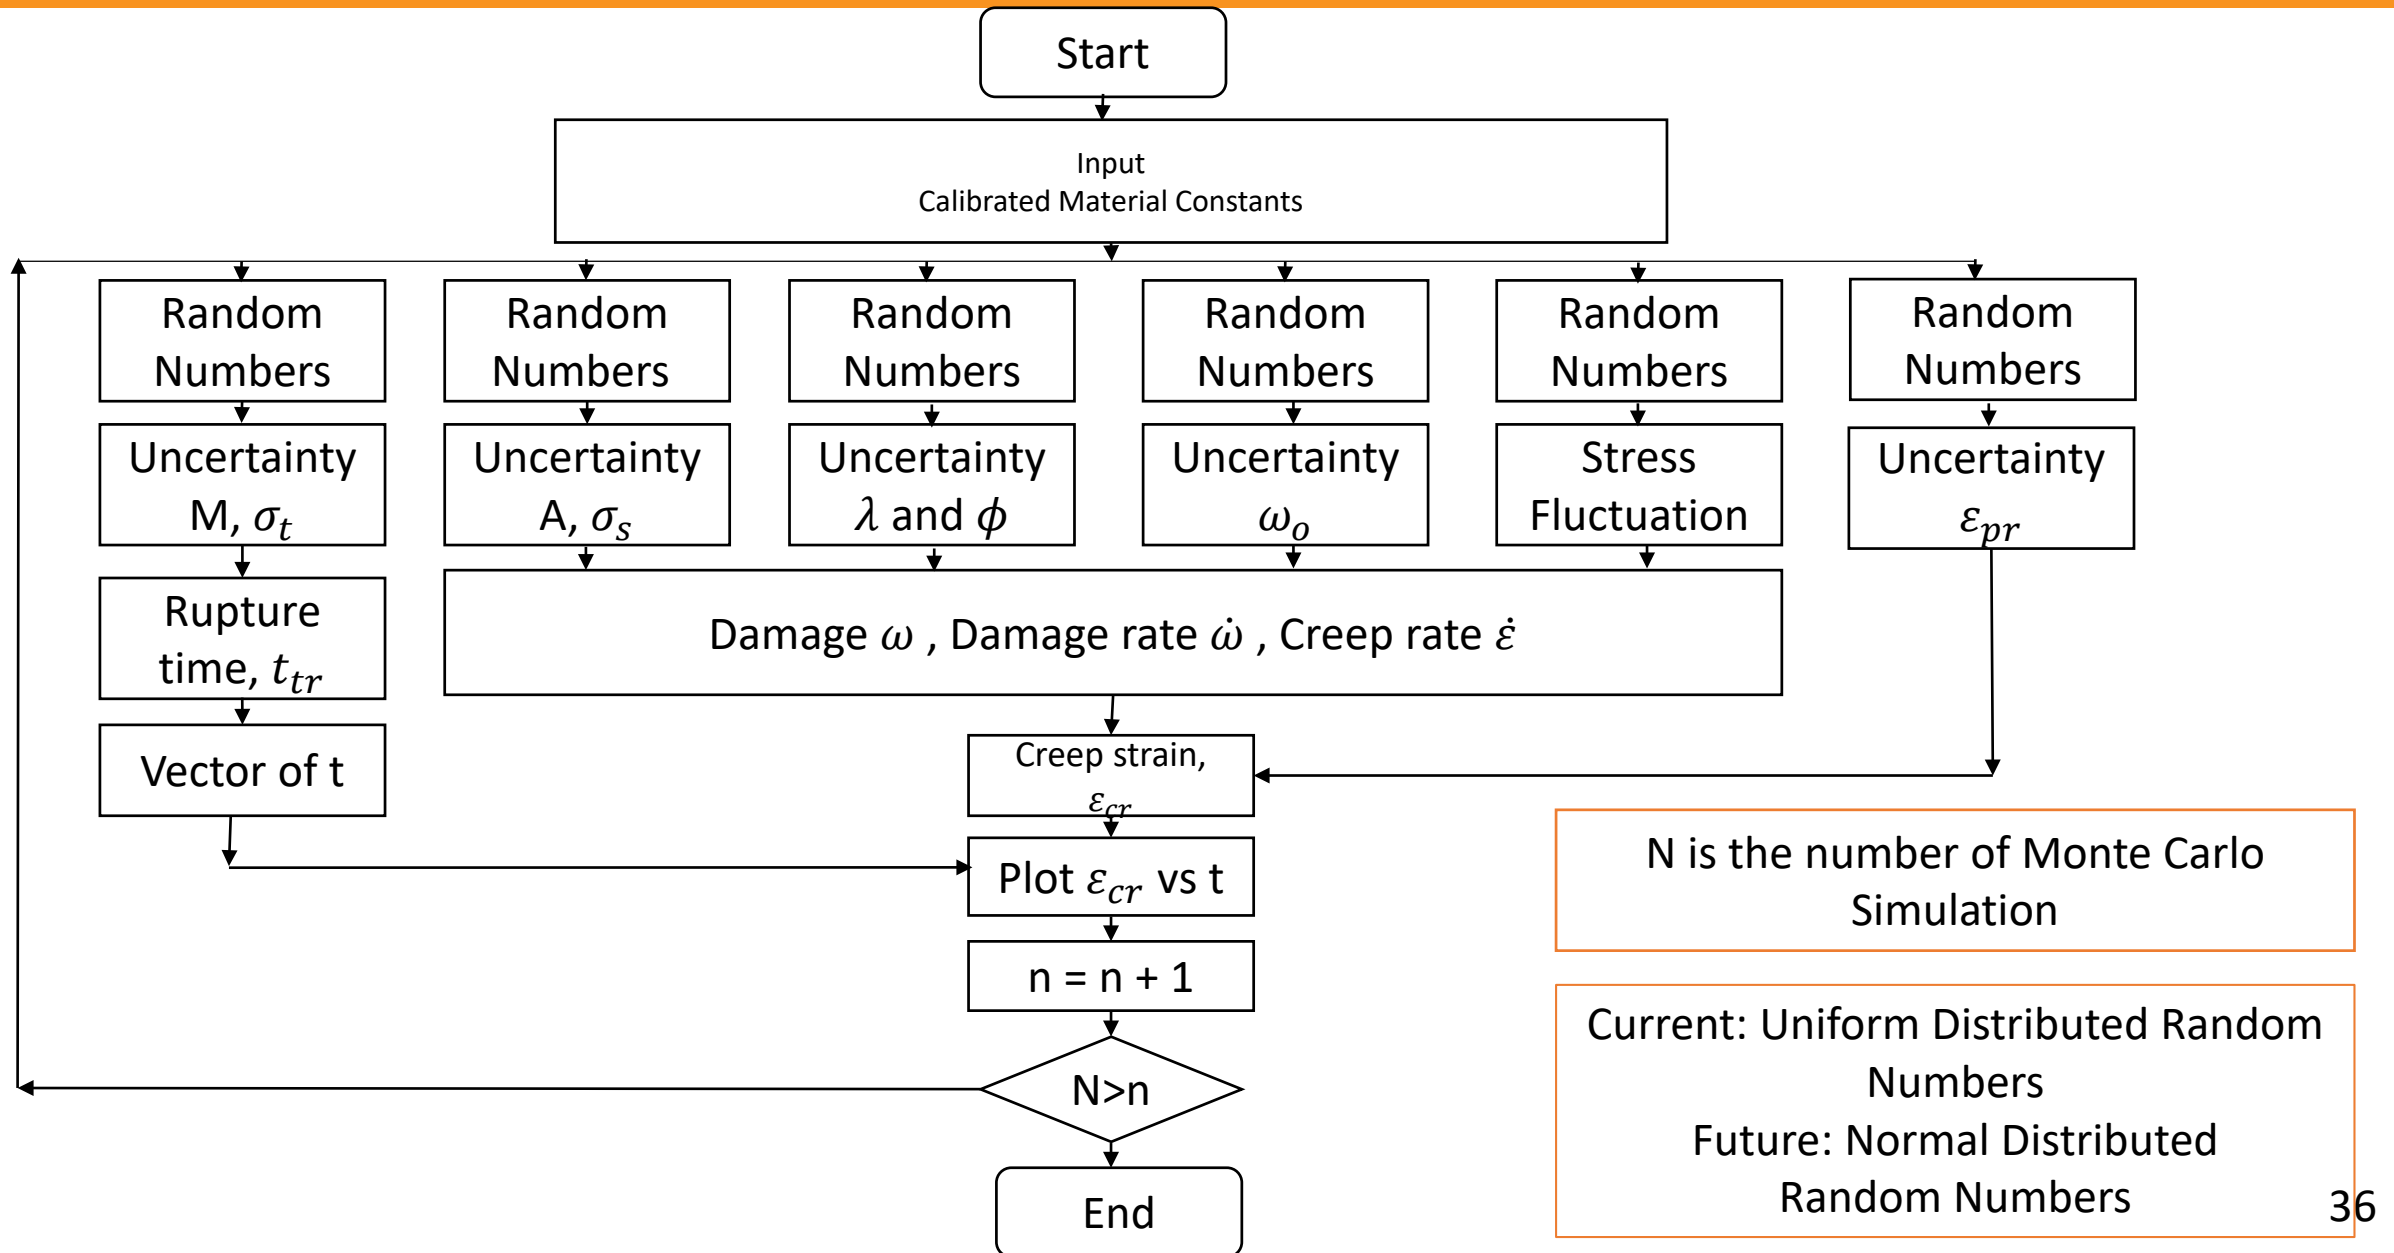 Start
Input
Calibrated Material Constants
Random
Numbers
Random
Numbers
Random
Numbers
Random
Numbers
Random
Numbers
Random
Numbers
Uncertainty
M, σₜ
Uncertainty
A, σₛ
Uncertainty
λ and ϕ
Uncertainty
ωₒ
Stress
Fluctuation
Uncertainty
εₚᵣ
Rupture
time, t_tr
Damage ω , Damage rate ω̇ , Creep rate ε̇
Vector of t
Creep strain,
ε_cr
Plot ε_cr vs t
n = n + 1
N>n
End
N is the number of Monte Carlo
Simulation
Current: Uniform Distributed Random
Numbers
Future: Normal Distributed
Random Numbers
36